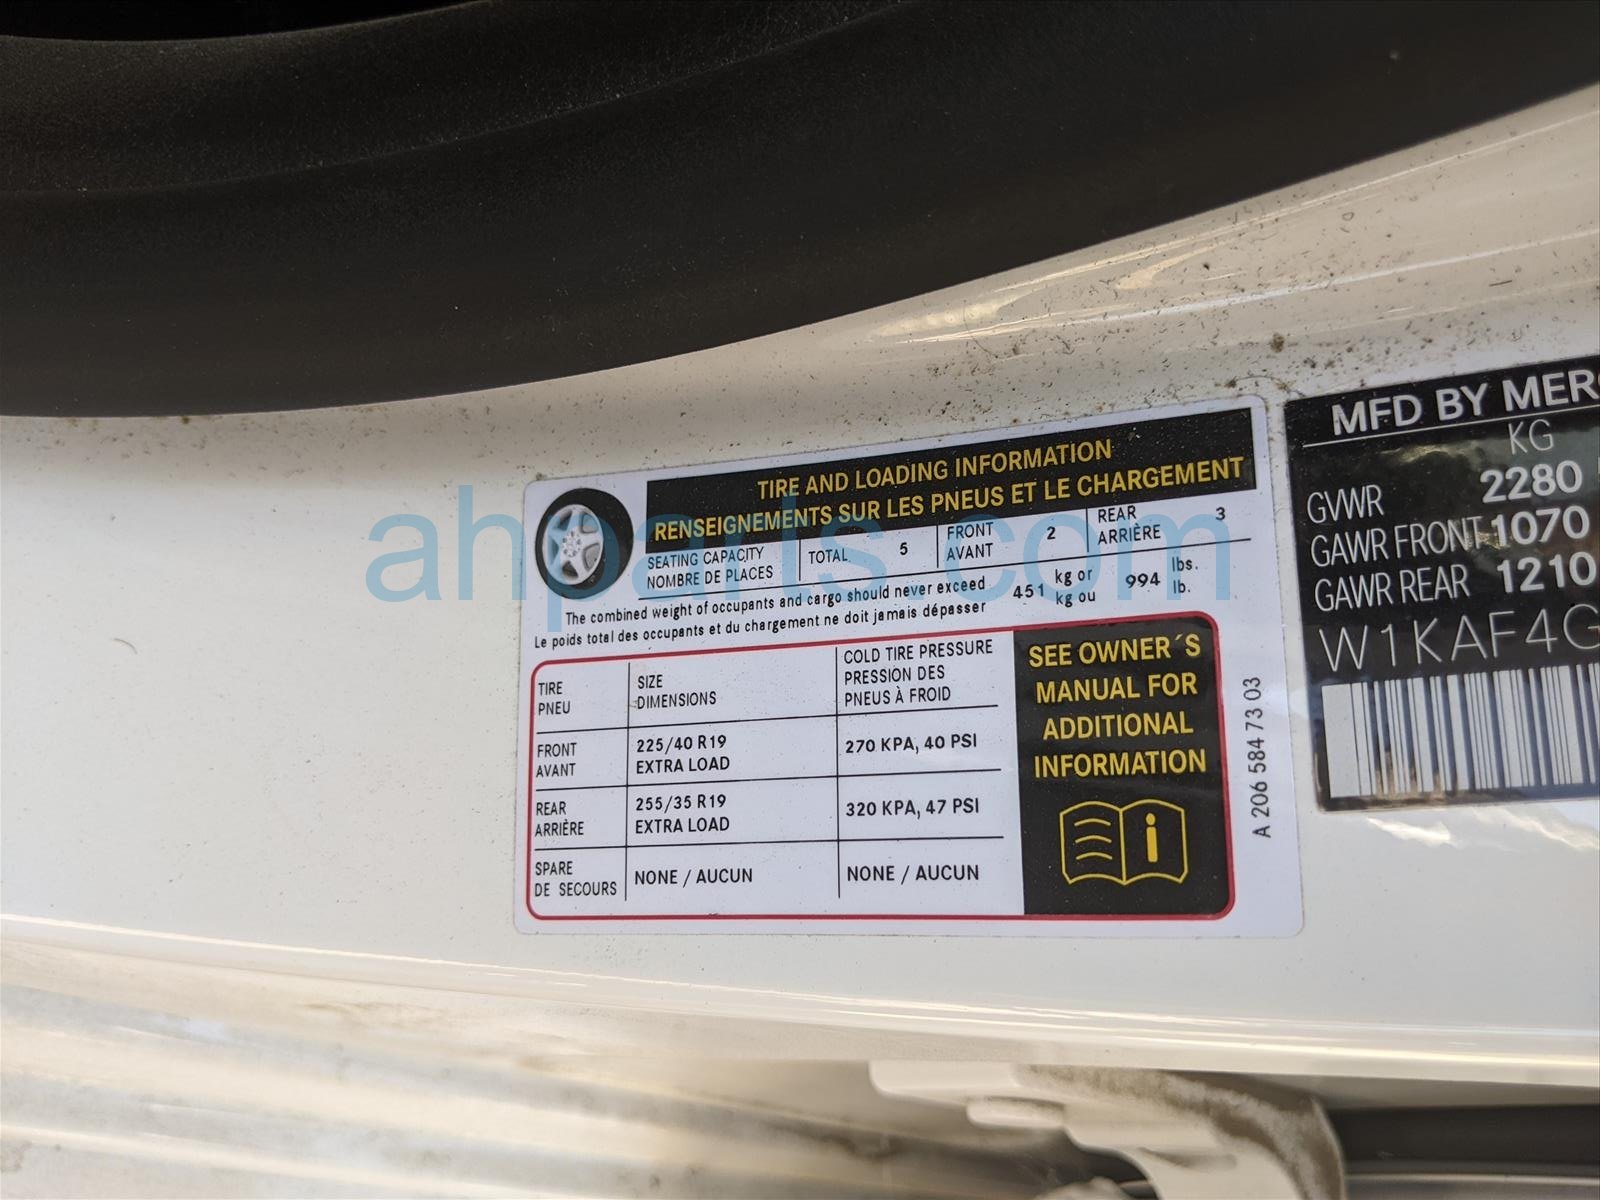 TIRE AND LOADING INFORMATION
RENSEIGNEMENTS SUR LES PNEUS ET LE CHARGEMENT
SEATING CAPACITY
NOMBRE DE PLACES
TOTAL 5
FRONT
AVANT
2
REAR
ARRIÈRE
3
The combined weight of occupants and cargo should never exceed
Le poids total des occupants et du chargement ne doit jamais dépasser
451 kg or
kg ou
994 lbs.
lb.
TIRE
PNEU
SIZE
DIMENSIONS
COLD TIRE PRESSURE
PRESSION DES
PNEUS À FROID
FRONT
AVANT
225/40 R19
EXTRA LOAD
270 KPA, 40 PSI
REAR
ARRIÈRE
255/35 R19
EXTRA LOAD
320 KPA, 47 PSI
SPARE
DE SECOURS
NONE / AUCUN
NONE / AUCUN
SEE OWNER´S
MANUAL FOR
ADDITIONAL
INFORMATION
A 206 584 73 03
MFD BY MER
KG
GVWR 2280
GAWR FRONT 1070
GAWR REAR 1210
W1KAF4G
ahparts.com